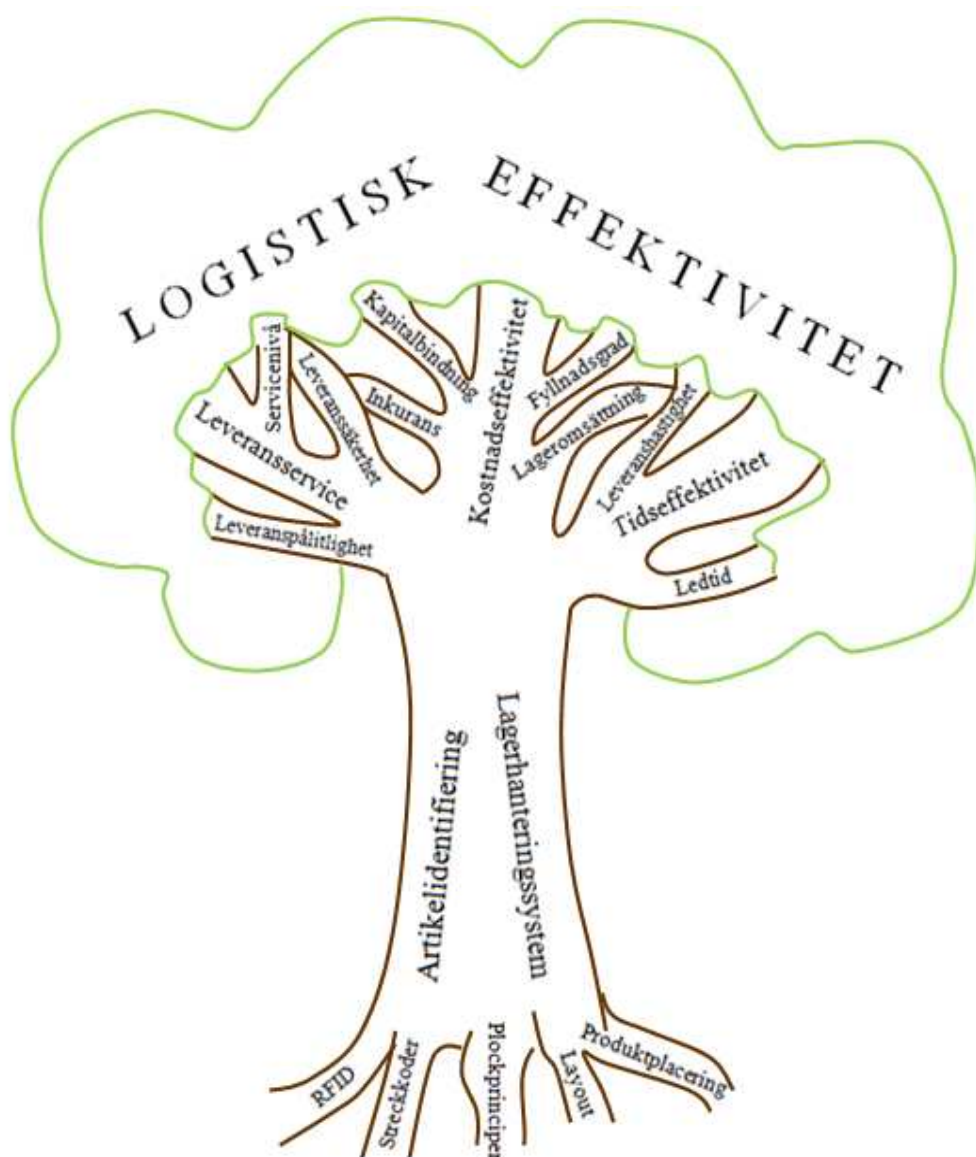 LOGISTISK EFFEKTIVITET
Servicenivå
Leveransservice
Leveranssäkerhet
Leveranspålitlighet
Kapitalbindning
Inkurans
Kostnadseffektivitet
Fyllnadsgrad
Lageromsättning
Leveranshastighet
Tidseffektivitet
Ledtid
Artikelidentifiering
Lagerhanteringssystem
RFID
Streckkoder
Plockprinciper
Layout
Produktplacering